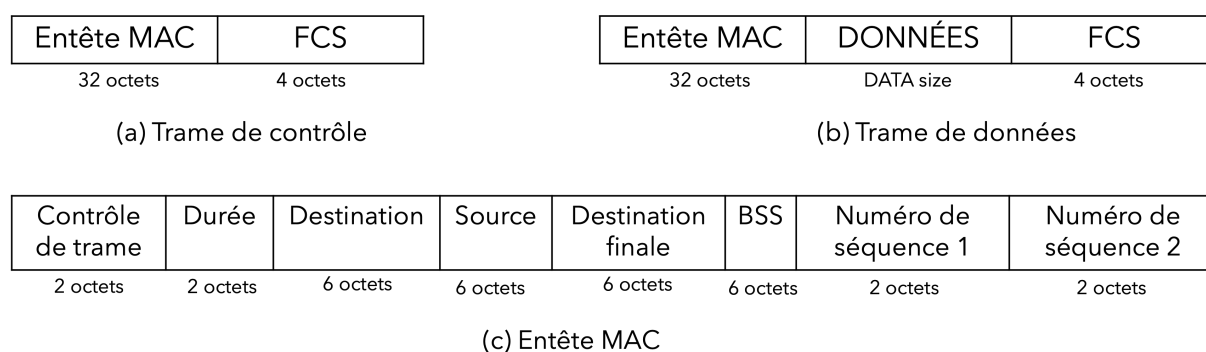 Entête MAC FCS
32 octets 4 octets
(a) Trame de contrôle
Entête MAC DONNÉES FCS
32 octets DATA size 4 octets
(b) Trame de données
Contrôle de trame Durée Destination Source Destination finale BSS Numéro de séquence 1 Numéro de séquence 2
2 octets 2 octets 6 octets 6 octets 6 octets 6 octets 2 octets 2 octets
(c) Entête MAC